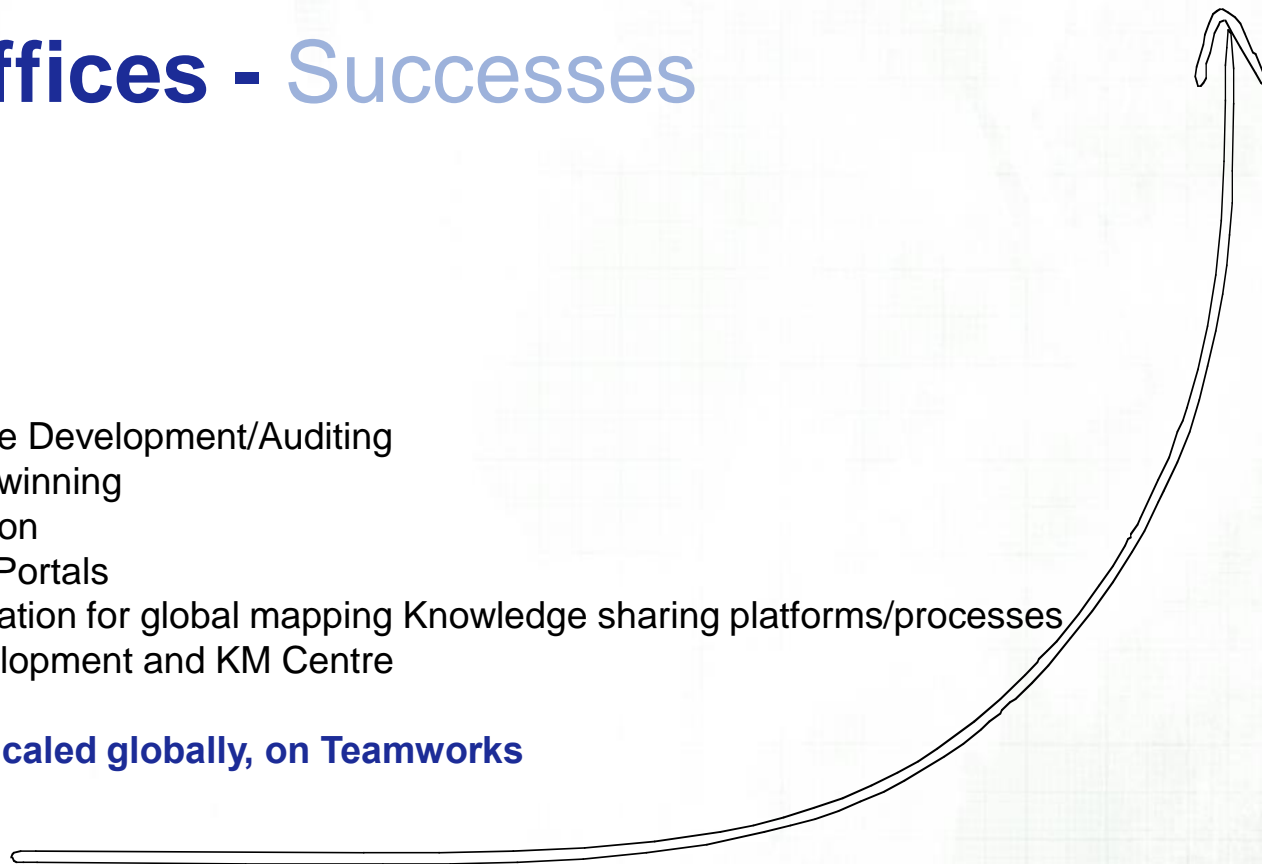 ffices - Successes
e Development/Auditing
winning
on
Portals
ation for global mapping Knowledge sharing platforms/processes
lopment and KM Centre
caled globally, on Teamworks